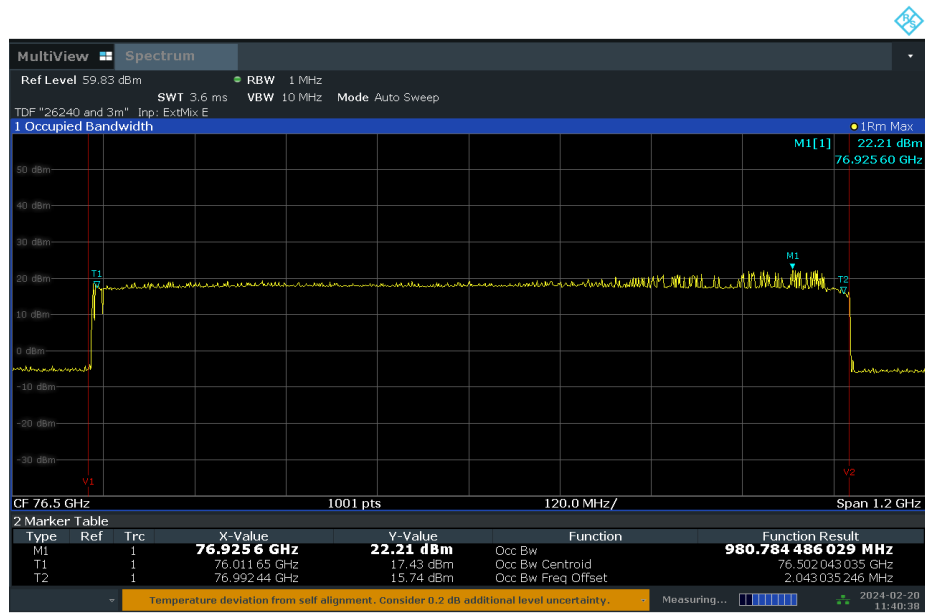 R&S
MultiView Spectrum
Ref Level 59.83 dBm RBW 1 MHz
SWT 3.6 ms VBW 10 MHz Mode Auto Sweep
TDF "26240 and 3m" Inp: ExtMix E
1 Occupied Bandwidth 1Rm Max
M1[1] 22.21 dBm
76.925 60 GHz
50 dBm
40 dBm
30 dBm
M1
T1
20 dBm
T2
10 dBm
0 dBm
-10 dBm
-20 dBm
-30 dBm
V1 V2
CF 76.5 GHz 1001 pts 120.0 MHz/ Span 1.2 GHz
2 Marker Table
Type Ref Trc X-Value Y-Value Function Function Result
M1 1 76.925 6 GHz 22.21 dBm Occ Bw 980.784 486 029 MHz
T1 1 76.011 65 GHz 17.43 dBm Occ Bw Centroid 76.502 043 035 GHz
T2 1 76.992 44 GHz 15.74 dBm Occ Bw Freq Offset 2.043 035 246 MHz
Temperature deviation from self alignment. Consider 0.2 dB additional level uncertainty. Measuring... 2024-02-20
11:40:38